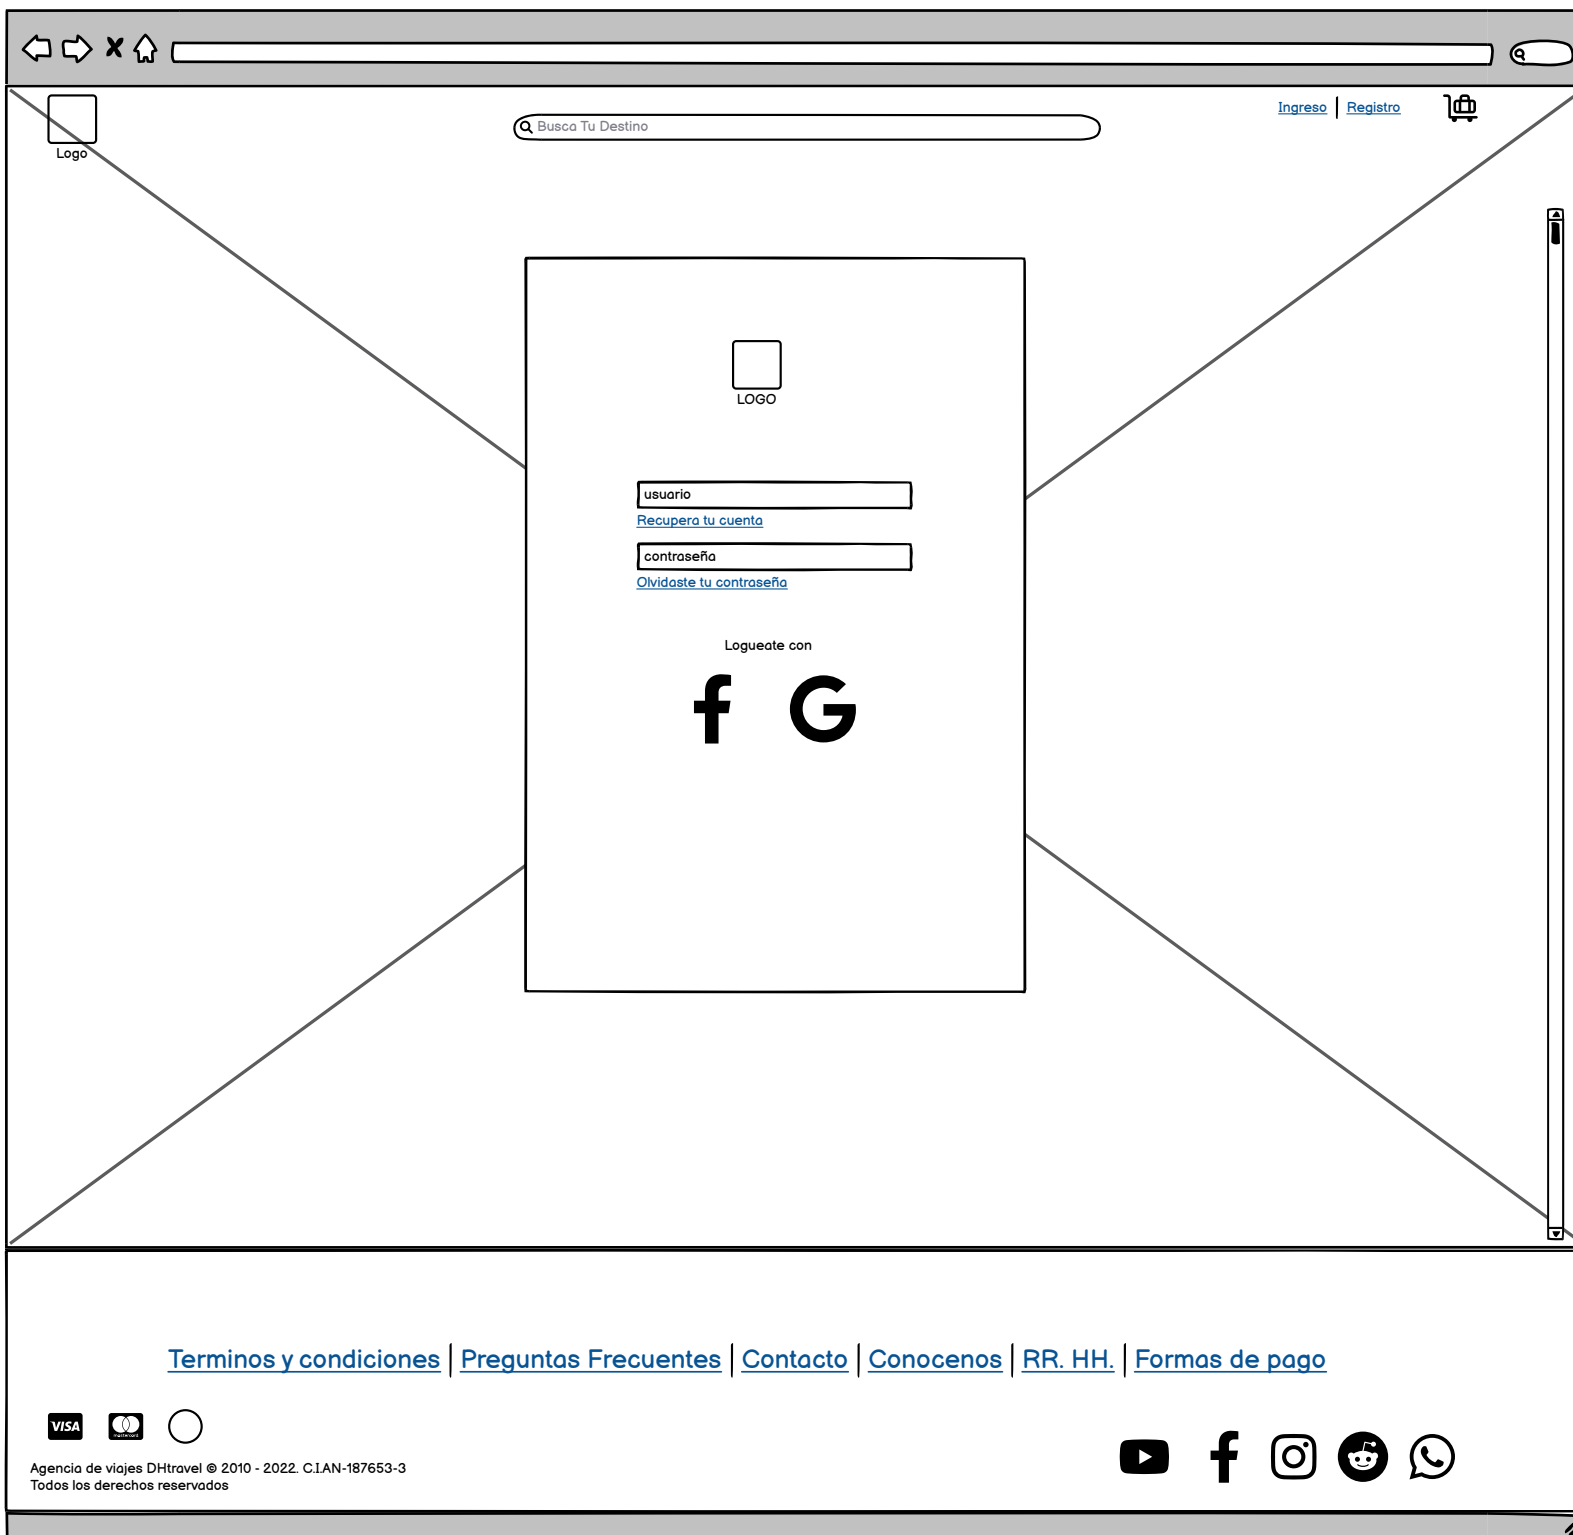 Logo
Busca Tu Destino
Ingreso
Registro
LOGO
usuario
Recupera tu cuenta
contraseña
Olvidaste tu contraseña
Logueate con
Terminos y condiciones
Preguntas Frecuentes
Contacto
Conocenos
RR. HH.
Formas de pago
VISA
mastercard
Agencia de viajes DHtravel © 2010 - 2022. C.I.AN-187653-3
Todos los derechos reservados